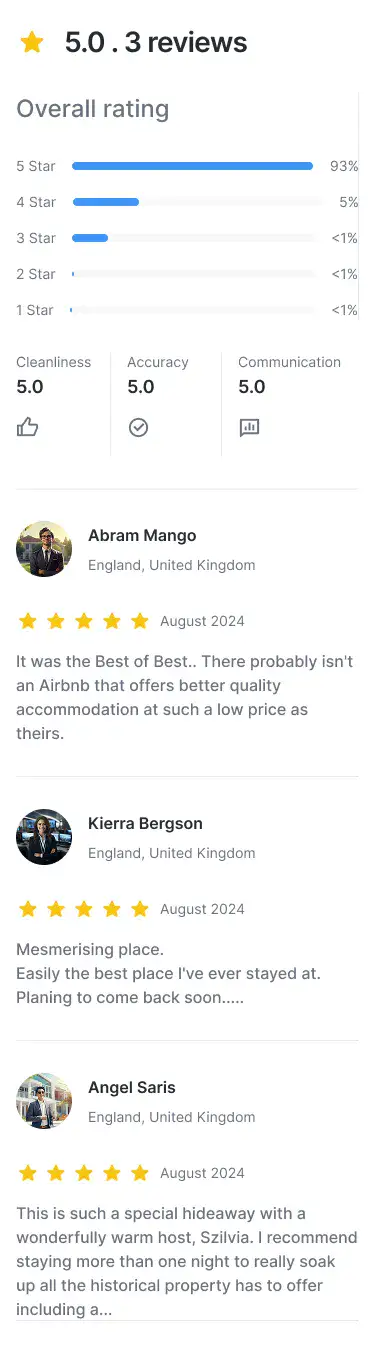 5.0 . 3 reviews
Overall rating
5 Star 93%
4 Star 5%
3 Star <1%
2 Star <1%
1 Star <1%
Cleanliness Accuracy Communication
5.0 5.0 5.0
Abram Mango
England, United Kingdom
August 2024
It was the Best of Best.. There probably isn't
an Airbnb that offers better quality
accommodation at such a low price as
theirs.
Kierra Bergson
England, United Kingdom
August 2024
Mesmerising place.
Easily the best place I've ever stayed at.
Planing to come back soon.....
Angel Saris
England, United Kingdom
August 2024
This is such a special hideaway with a
wonderfully warm host, Szilvia. I recommend
staying more than one night to really soak
up all the historical property has to offer
including a...